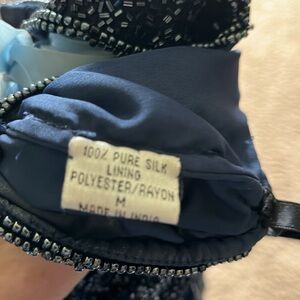 100% PURE SILK
LINING
POLYESTER/RAYON
M
MADE IN INDIA